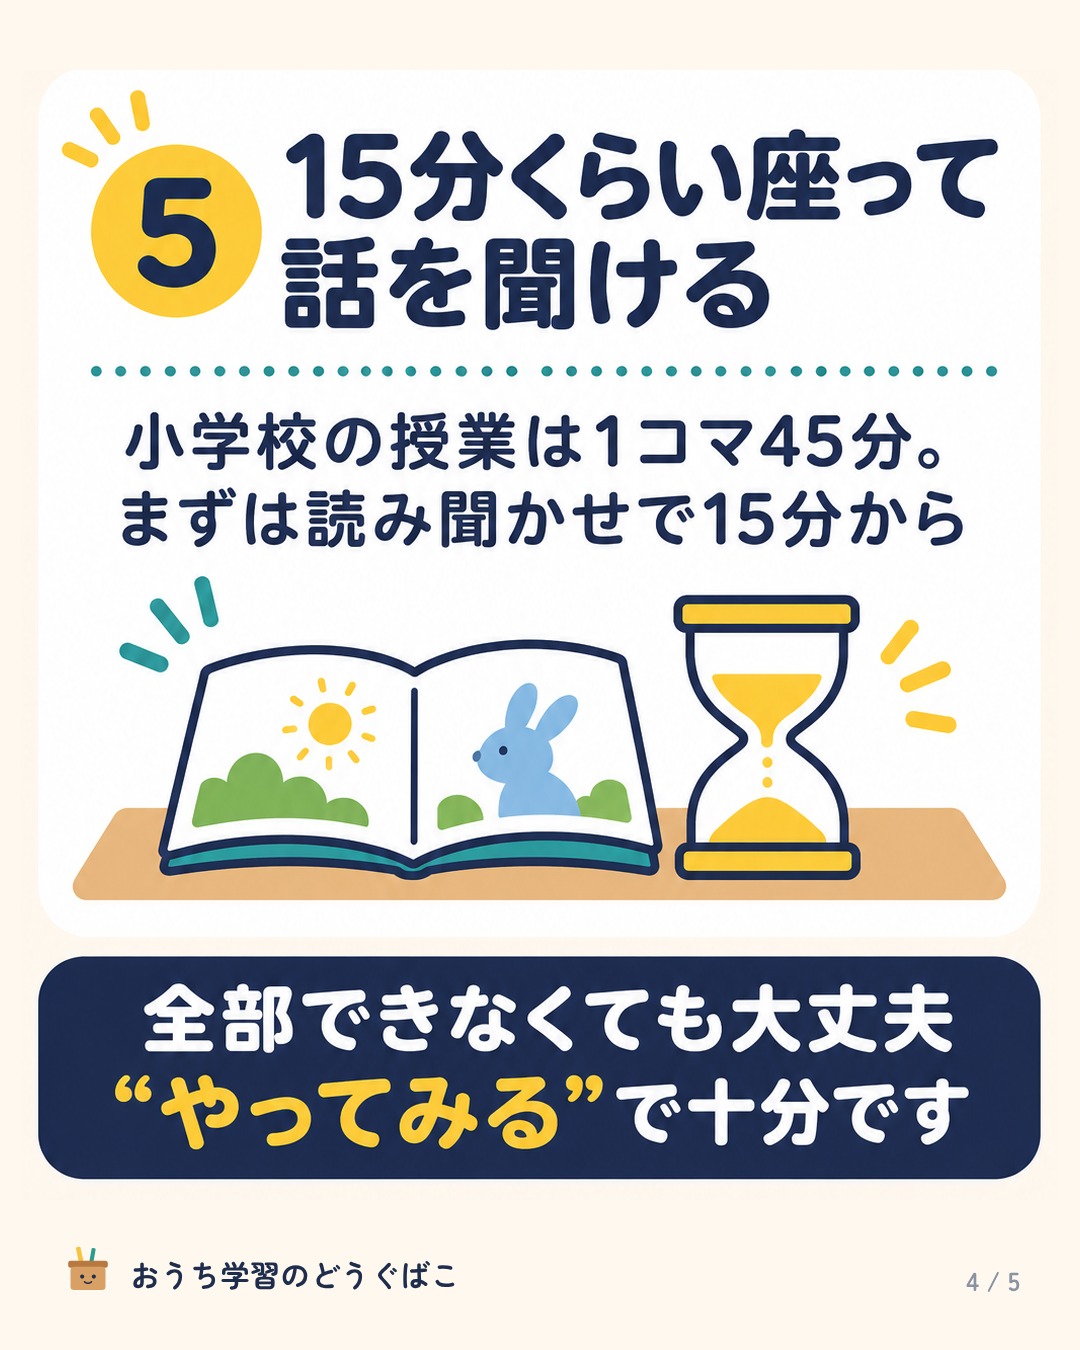 5
15分くらい座って
話を聞ける
小学校の授業は1コマ45分。
まずは読み聞かせで15分から
全部できなくても大丈夫
“やってみる”で十分です
おうち学習のどうぐばこ
4 / 5